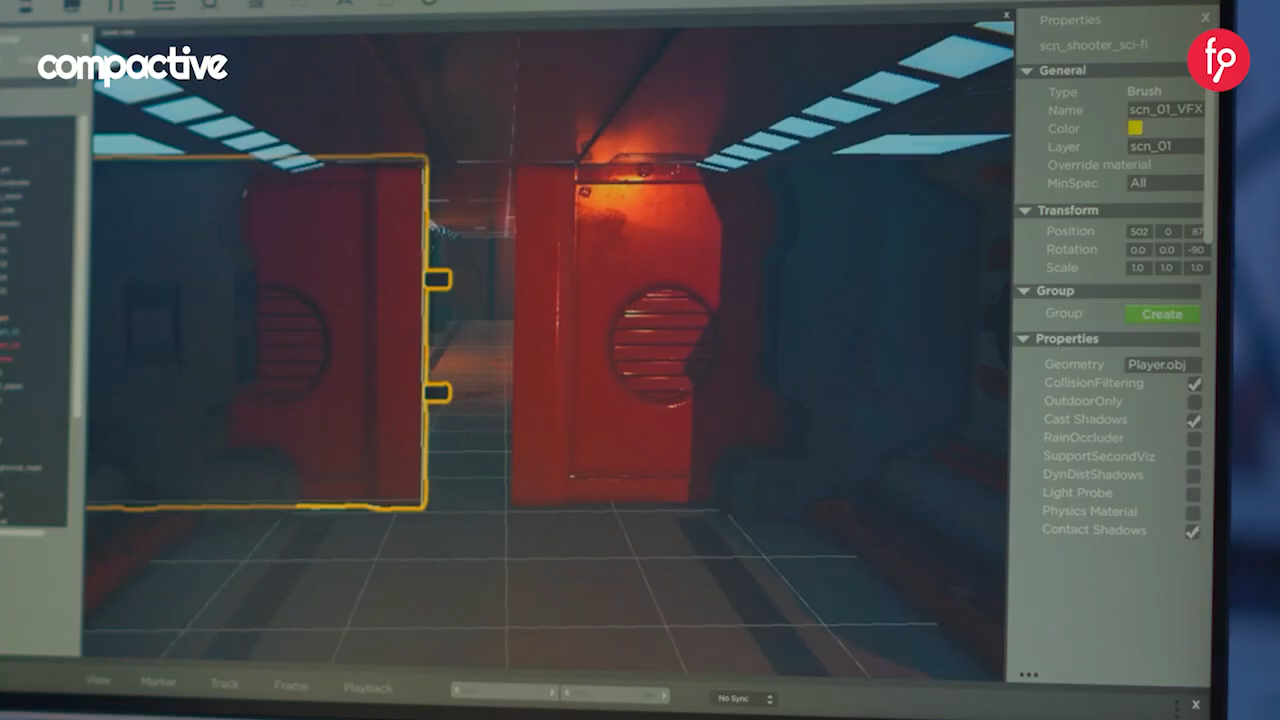 compactive
fp
Properties
X
scn_shooter_sci-fi
General
Type Brush
Name scn_01_VFX
Color
Layer scn_01
Override material
MinSpec All
Transform
Position 502 0 87
Rotation 0.0 0.0 -90
Scale 1.0 1.0 1.0
Group
Group Create
Properties
Geometry Player.obj
CollisionFiltering
OutdoorOnly
Cast Shadows
RainOccluder
SupportSecondViz
DynDistShadows
Light Probe
Physics Material
Contact Shadows
View Marker Track Frame Playback No Sync X